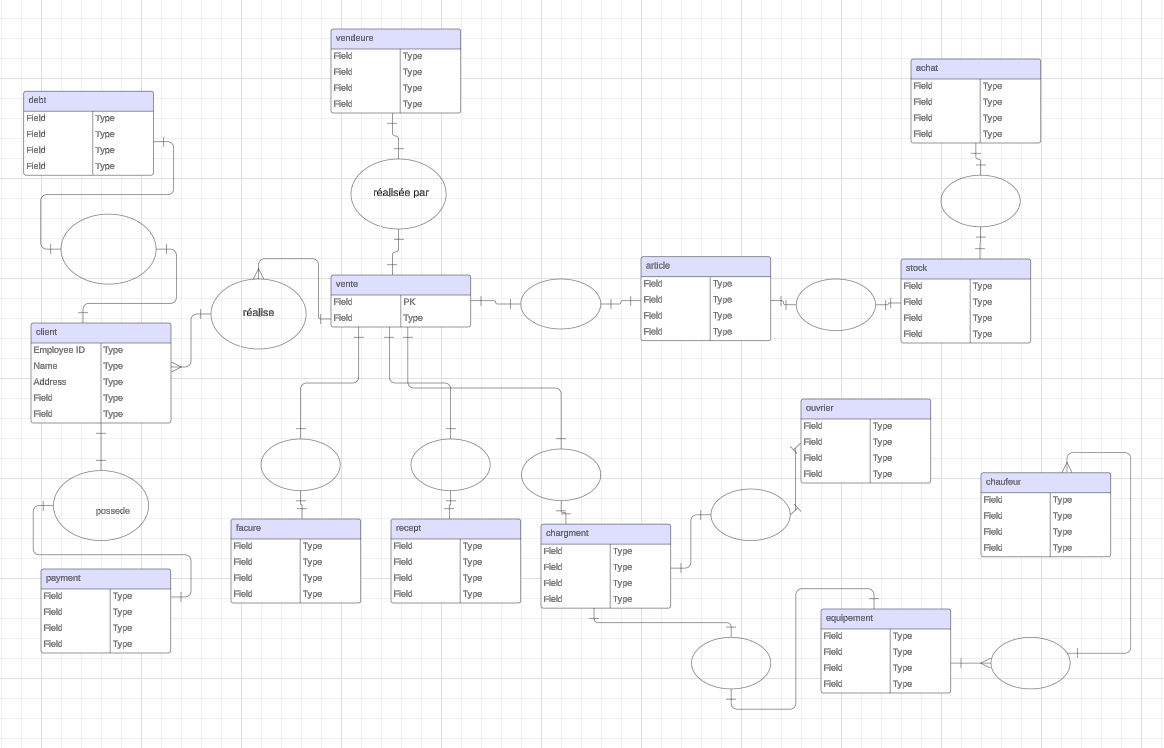 vendeure
Field Type
Field Type
Field Type
Field Type
achat
Field Type
Field Type
Field Type
Field Type
debt
Field Type
Field Type
Field Type
Field Type
réalisée par
article
Field Type
Field Type
Field Type
Field Type
stock
Field Type
Field Type
Field Type
Field Type
vente
Field PK
Field Type
réalise
client
Employee ID Type
Name Type
Address Type
Field Type
Field Type
ouvrier
Field Type
Field Type
Field Type
Field Type
chaufeur
Field Type
Field Type
Field Type
Field Type
possede
facure
Field Type
Field Type
Field Type
Field Type
recept
Field Type
Field Type
Field Type
Field Type
chargment
Field Type
Field Type
Field Type
Field Type
payment
Field Type
Field Type
Field Type
Field Type
equipement
Field Type
Field Type
Field Type
Field Type